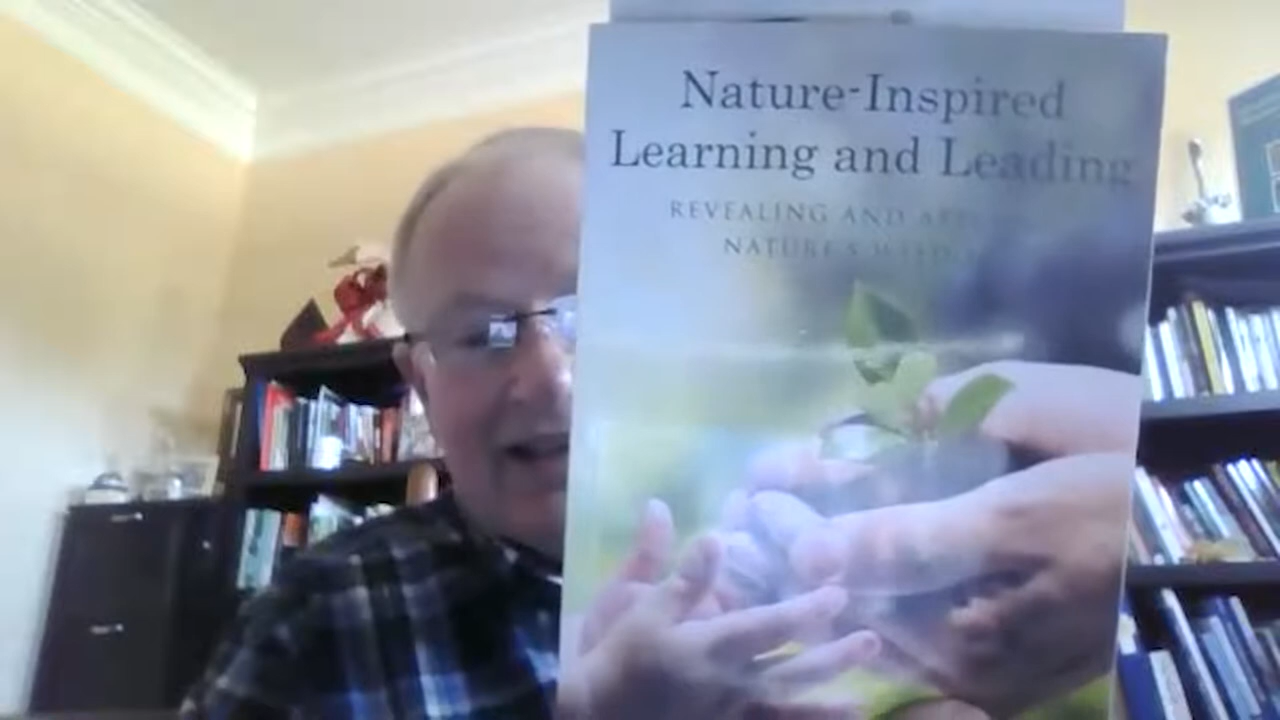 Nature-Inspired
Learning and Leading
REVEALING AND
NATURE'S